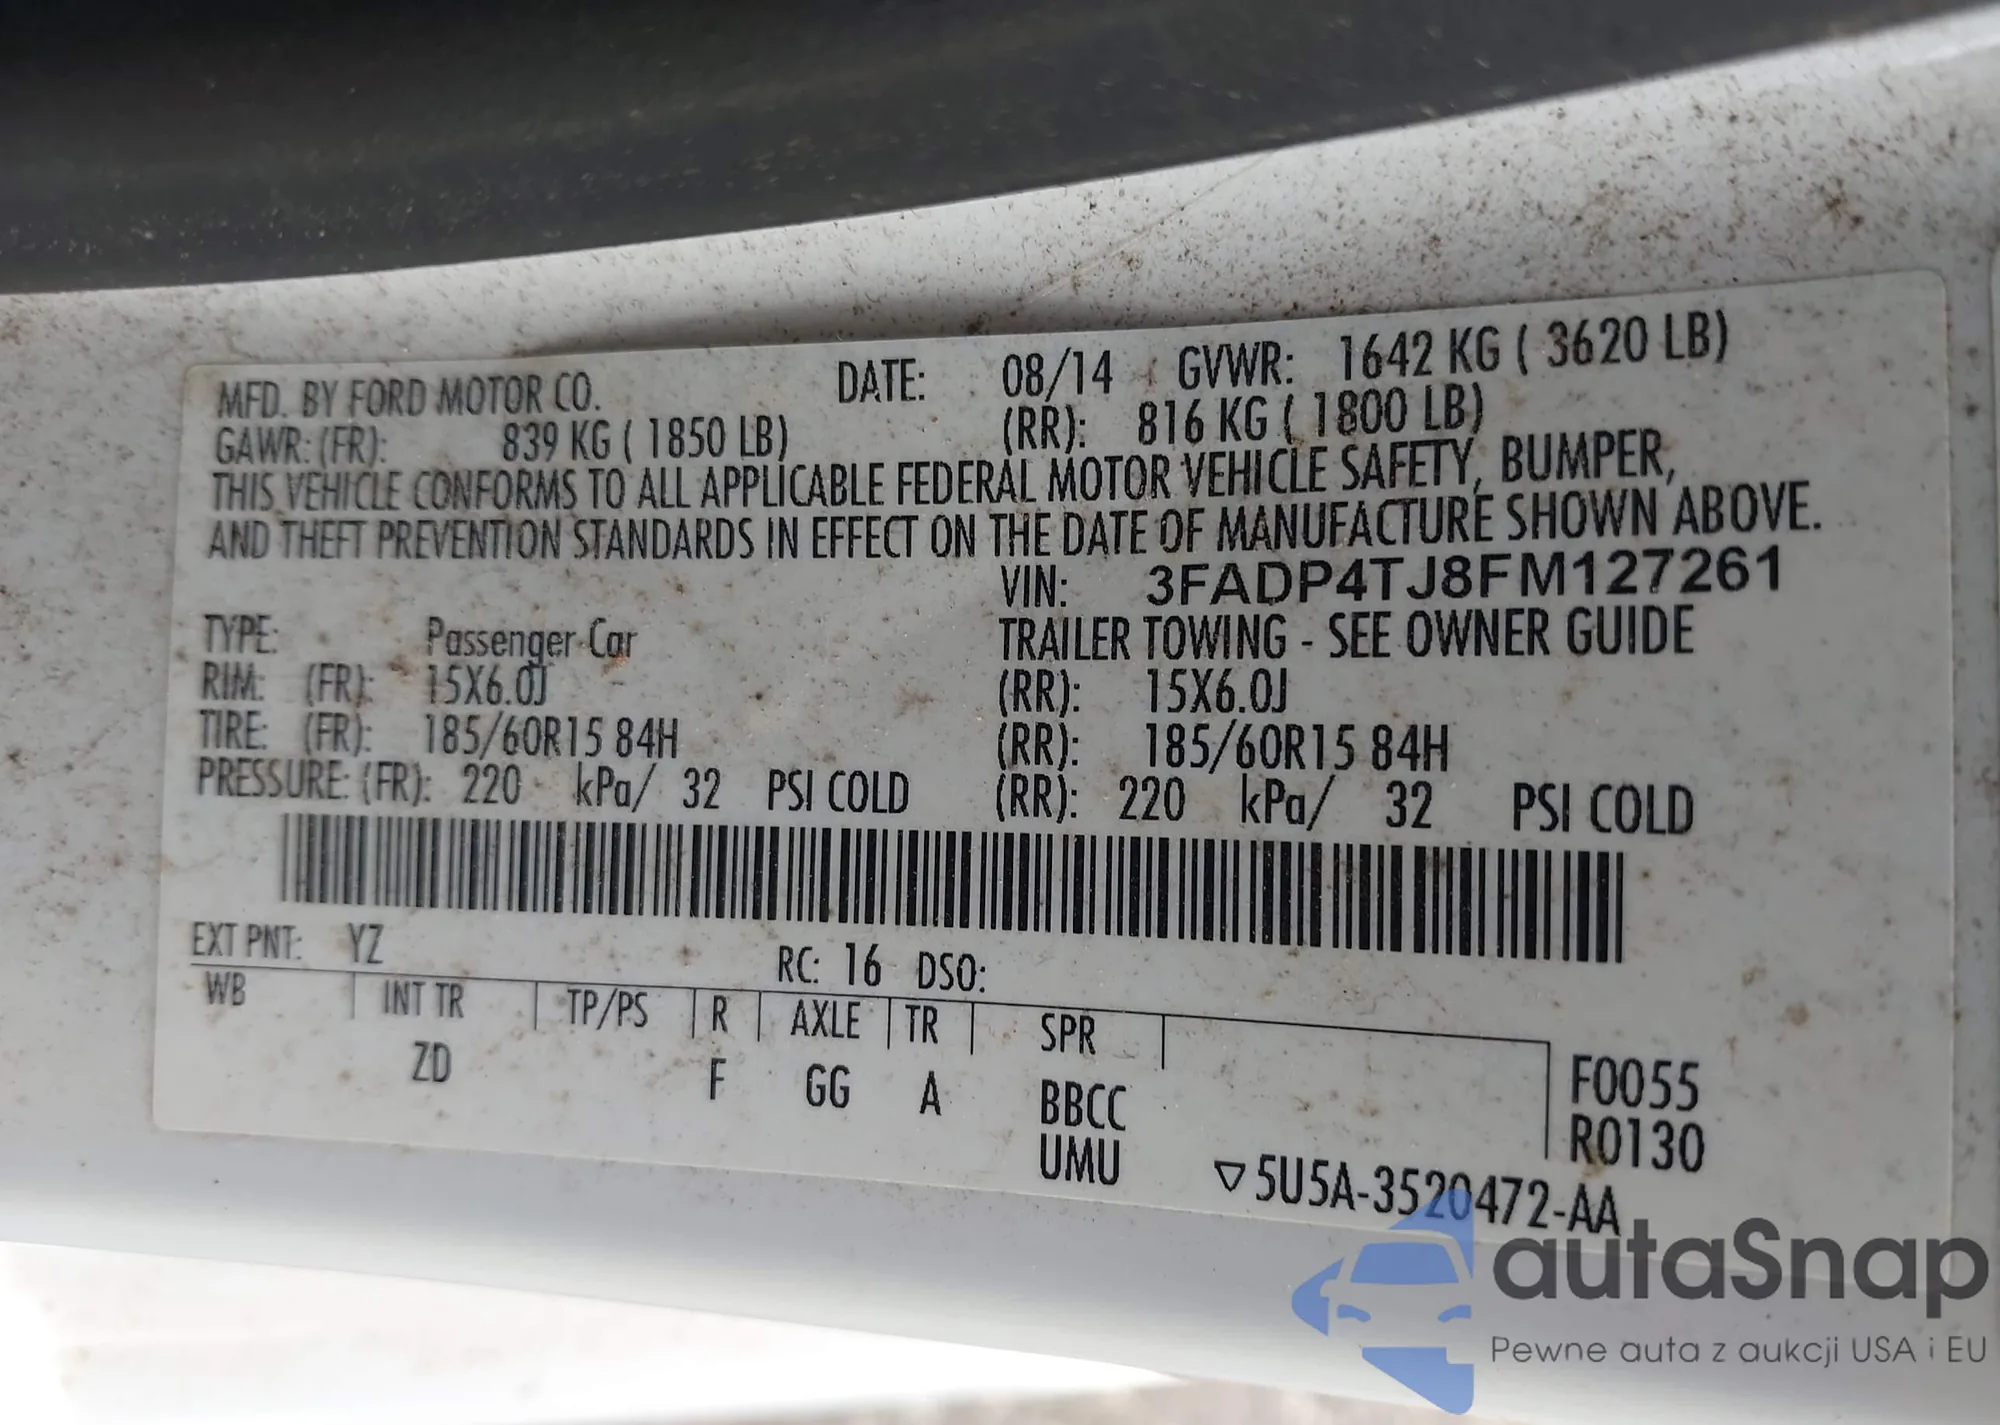 MFD. BY FORD MOTOR CO. DATE: 08/14 GVWR: 1642 KG ( 3620 LB)
GAWR: (FR): 839 KG ( 1850 LB) (RR): 816 KG ( 1800 LB)
THIS VEHICLE CONFORMS TO ALL APPLICABLE FEDERAL MOTOR VEHICLE SAFETY, BUMPER,
AND THEFT PREVENTION STANDARDS IN EFFECT ON THE DATE OF MANUFACTURE SHOWN ABOVE.
VIN: 3FADP4TJ8FM127261
TYPE: Passenger Car TRAILER TOWING - SEE OWNER GUIDE
RIM: (FR): 15X6.0J (RR): 15X6.0J
TIRE: (FR): 185/60R15 84H (RR): 185/60R15 84H
PRESSURE: (FR): 220 kPa/ 32 PSI COLD (RR): 220 kPa/ 32 PSI COLD
EXT PNT: YZ RC: 16 DSO:
WB INT TR TP/PS R AXLE TR SPR
ZD F GG A BBCC F0055
UMU R0130
▽5U5A-3520472-AA
autaSnap
Pewne auta z aukcji USA i EU